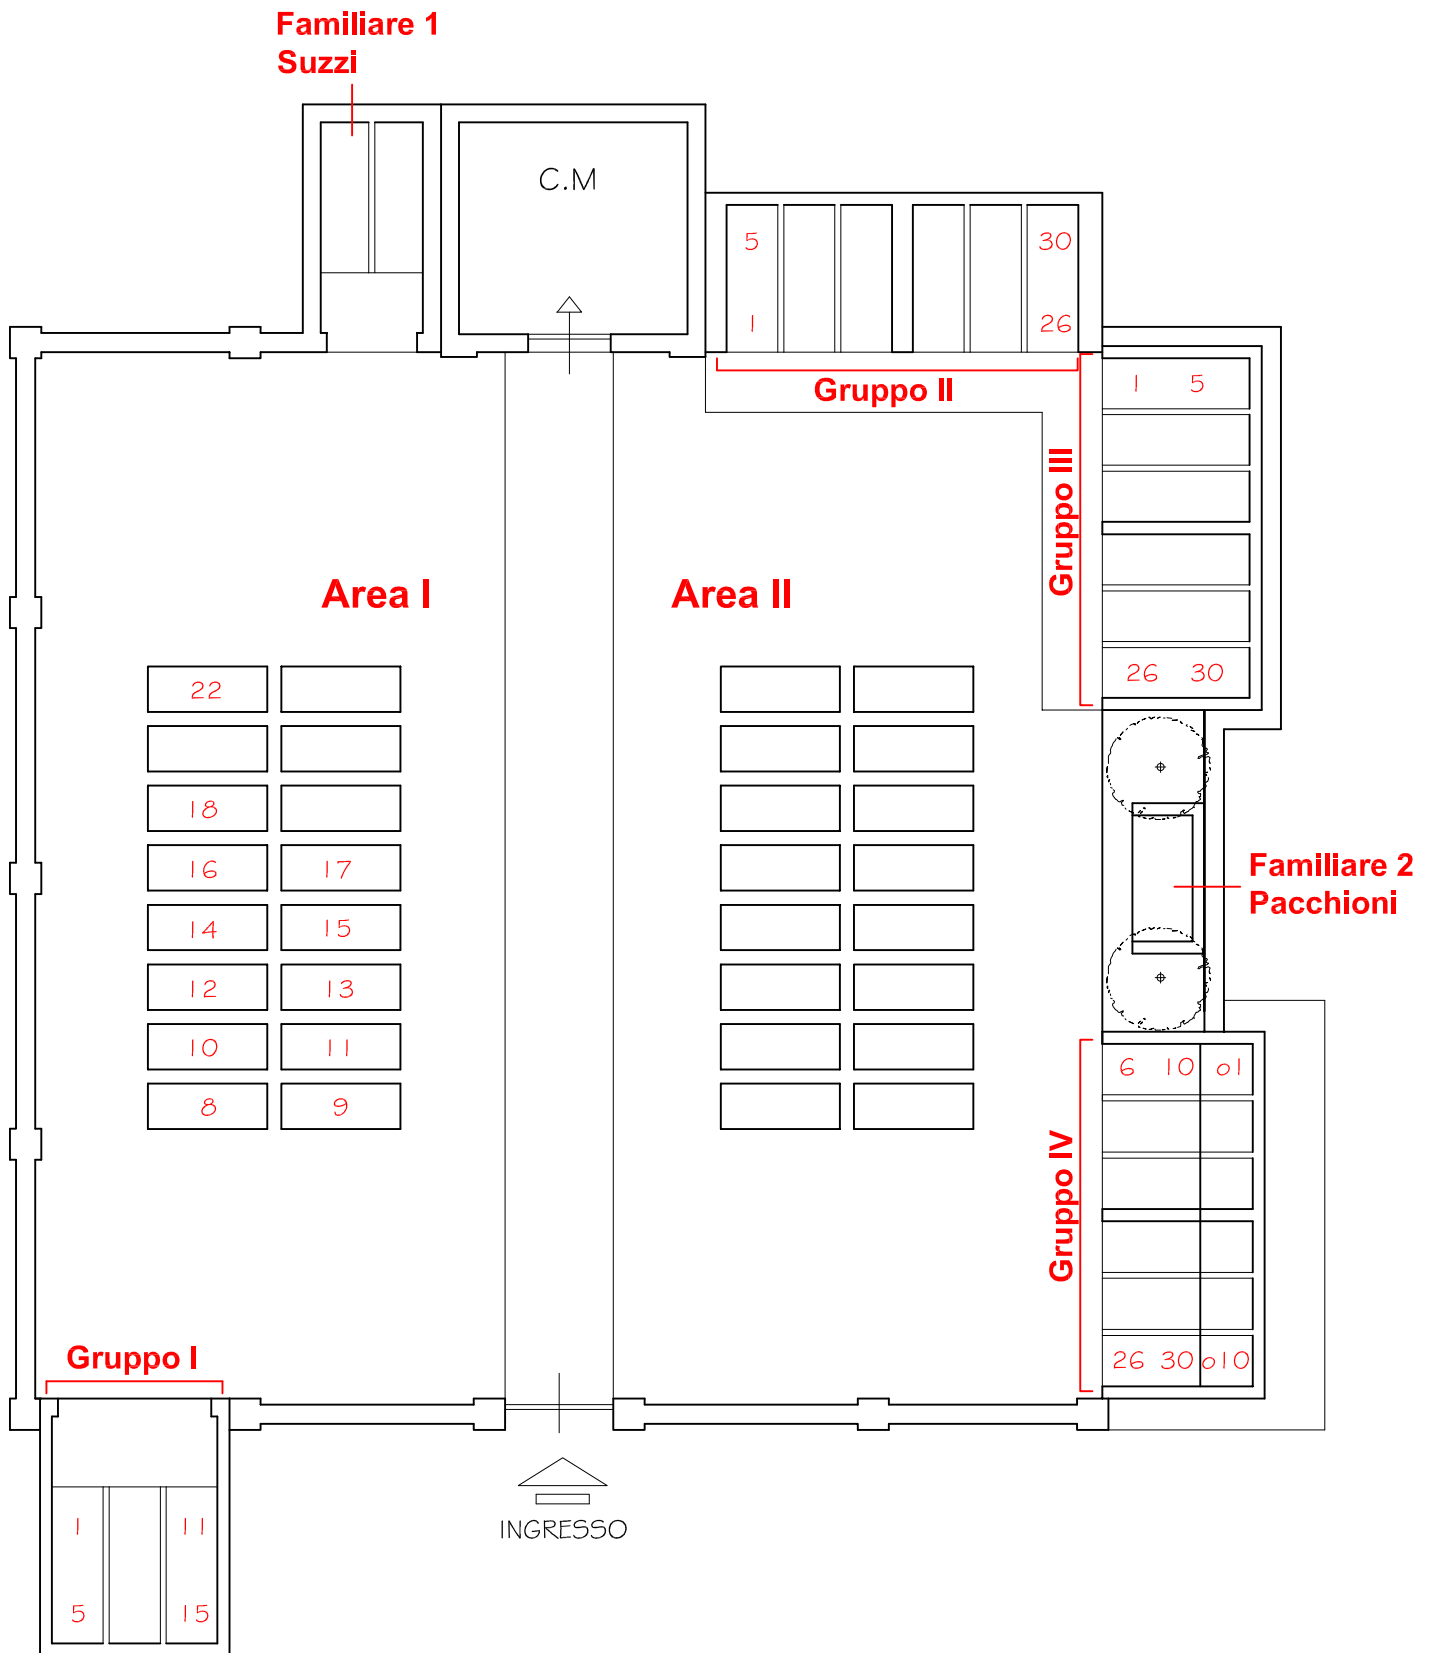 Familiare 1
Suzzi
C.M
5 30
1 26
Gruppo II
1 5
Gruppo III
Area I Area II
26 30
22
18
16 17
14 15
12 13
10 11
8 9
Familiare 2
Pacchioni
6 10 o1
Gruppo IV
26 30 o10
Gruppo I
1 11
5 15
INGRESSO